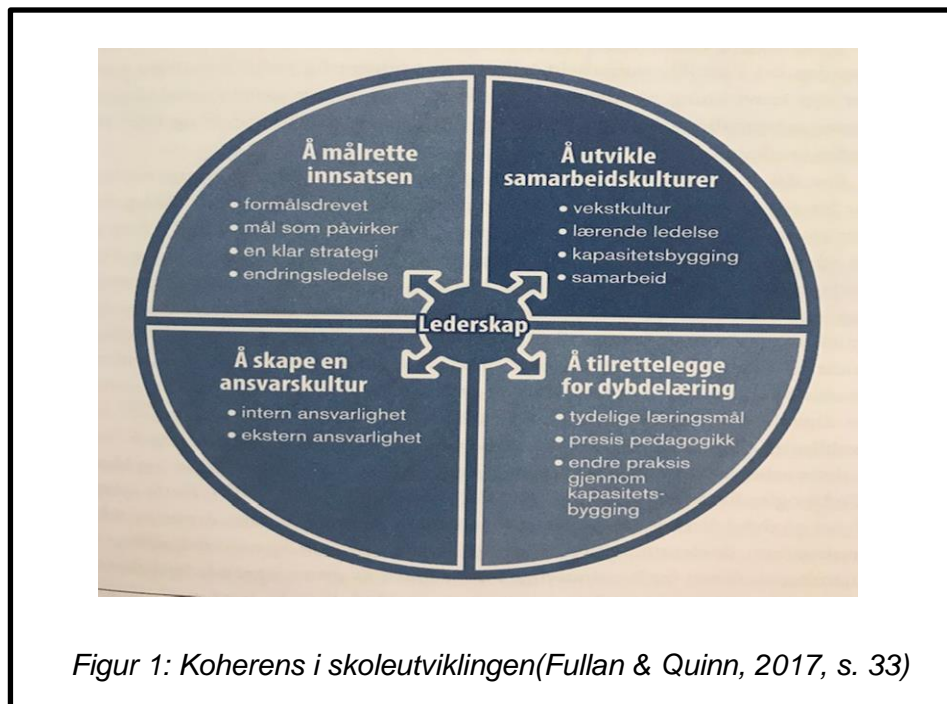 Å målrette
innsatsen
• formålsdrevet
• mål som påvirker
• en klar strategi
• endringsledelse
Å utvikle
samarbeidskulturer
• vekstkultur
• lærende ledelse
• kapasitetsbygging
• samarbeid
Lederskap
Å skape en
ansvarskultur
• intern ansvarlighet
• ekstern ansvarlighet
Å tilrettelegge
for dybdelæring
• tydelige læringsmål
• presis pedagogikk
• endre praksis
gjennom
kapasitets-
bygging
Figur 1: Koherens i skoleutviklingen(Fullan & Quinn, 2017, s. 33)